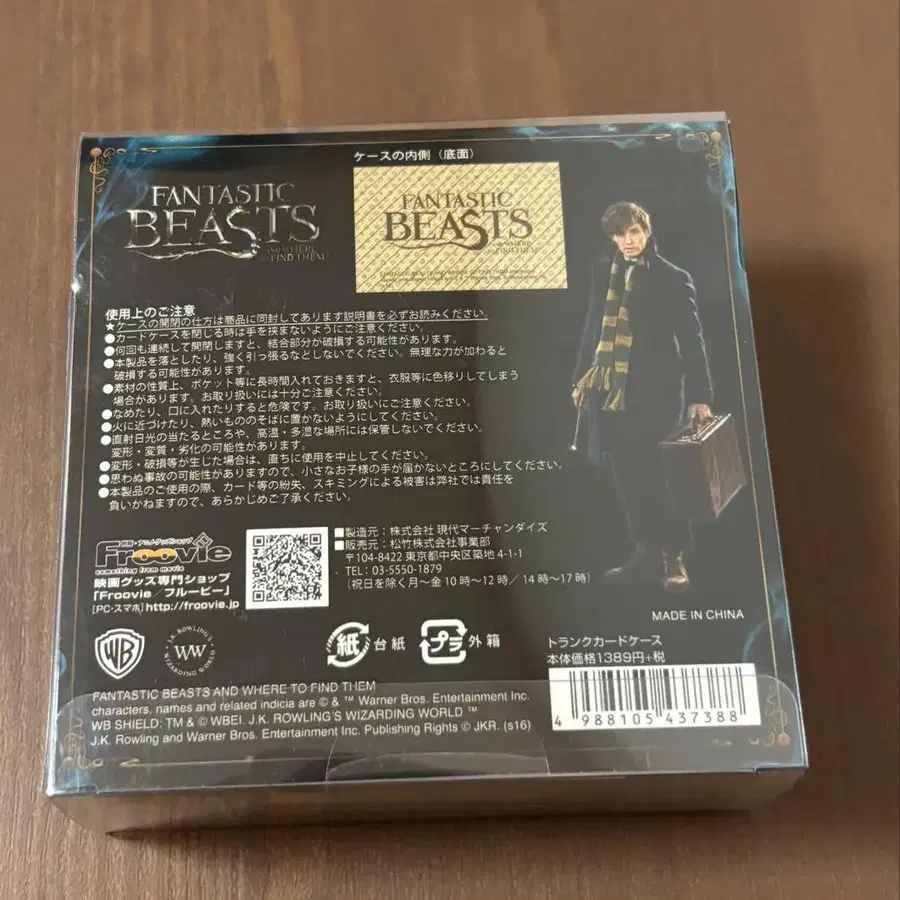 ケースの内側（底面）
FANTASTIC
BEASTS
AND WHERE
TO FIND THEM
FANTASTIC
BEASTS
AND WHERE
TO FIND THEM
使用上のご注意
★ケースの開閉の仕方は商品に同封してあります説明書を必ずお読みください。
●カードケースを閉じる時は手を挟まないようにご注意ください。
●何回も連続して開閉しますと、結合部分が破損する可能性があります。
●本製品を落としたり、強く引っ張るなどしないでください。無理な力が加わると
破損する可能性があります。
●素材の性質上、ポケット等に長時間入れておきますと、衣服等に色移りしてしまう
場合があります。お取り扱いには十分ご注意ください。
●なめたり、口に入れたりすると危険です。お取り扱いにご注意ください。
●火に近づけたり、熱いもののそばに置かないようにしてください。
●直射日光の当たるところや、高温・多湿な場所には保管しないでください。
変形・変質・劣化の可能性があります。
●変形・破損等が生じた場合は、直ちに使用を中止してください。
●思わぬ事故の可能性がありますので、小さなお子様の手が届かないところにしてください。
●本製品のご使用の際、カード等の紛失、スキミングによる被害は弊社では責任を
負いかねますので、あらかじめご了承ください。
映画・アニメグッズショップ
Froovie
something from movie
映画グッズ専門ショップ
「Froovie／フルービー」
[PC・スマホ] http://froovie.jp
■製造元：株式会社 現代マーチャンダイズ
■販売元：松竹株式会社事業部
〒104-8422 東京都中央区築地 4-1-1
TEL：03-5550-1879
（祝日を除く月〜金 10時〜12時／14時〜17時）
MADE IN CHINA
WB
J.K. ROWLING'S
WW
WIZARDING WORLD
紙 台紙
プラ 外箱
トランクカードケース
本体価格1389円+税
4 988105 437388
FANTASTIC BEASTS AND WHERE TO FIND THEM
characters, names and related indicia are © & ™ Warner Bros. Entertainment Inc.
WB SHIELD: TM & © WBEI. J.K. ROWLING'S WIZARDING WORLD ™
J.K. Rowling and Warner Bros. Entertainment Inc. Publishing Rights © JKR. (s16)